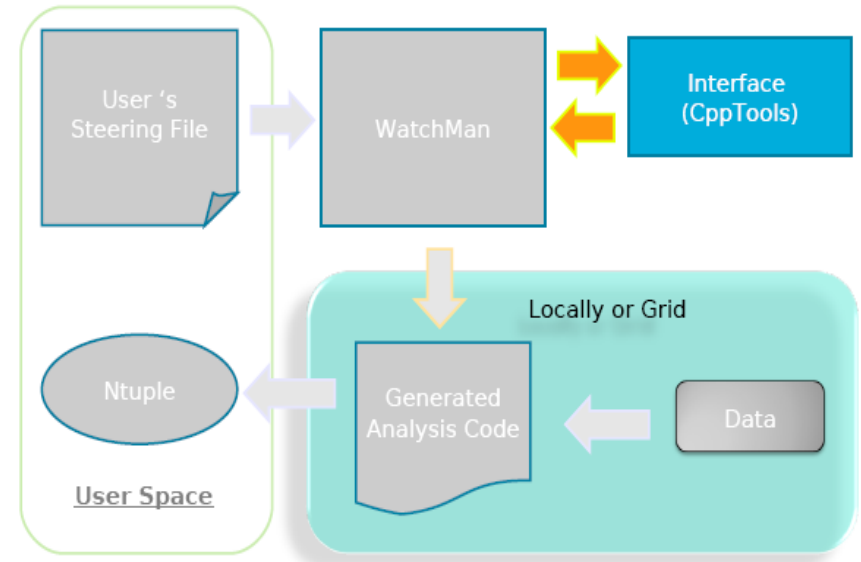 User ‘s
Steering File
WatchMan
Interface
(CppTools)
Locally or Grid
Ntuple
Generated
Analysis Code
Data
User Space